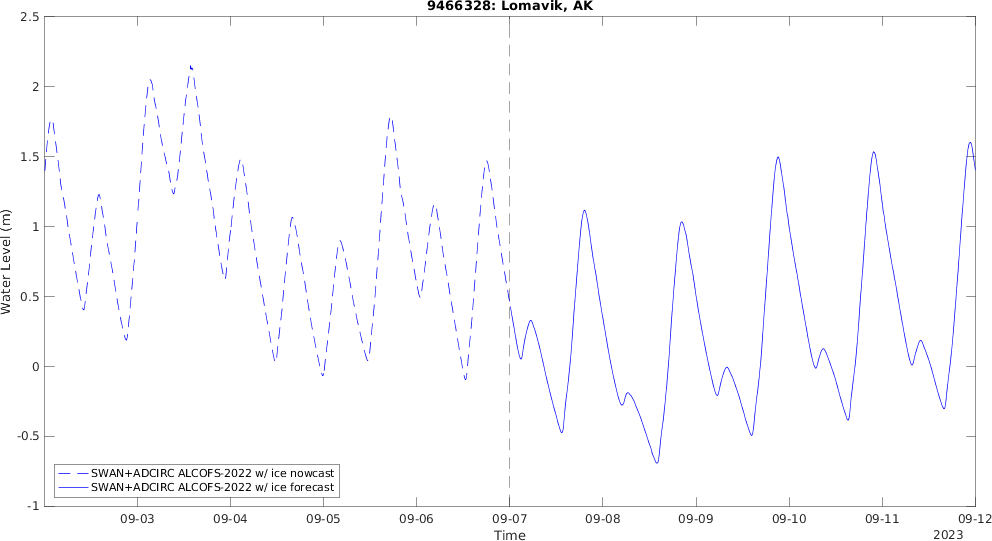 9466328: Lomavik, AK
Water Level (m)
2.5
2
1.5
1
0.5
0
-0.5
-1
SWAN+ADCIRC ALCOFS-2022 w/ ice nowcast
SWAN+ADCIRC ALCOFS-2022 w/ ice forecast
09-03 09-04 09-05 09-06 09-07 09-08 09-09 09-10 09-11 09-12
Time
2023